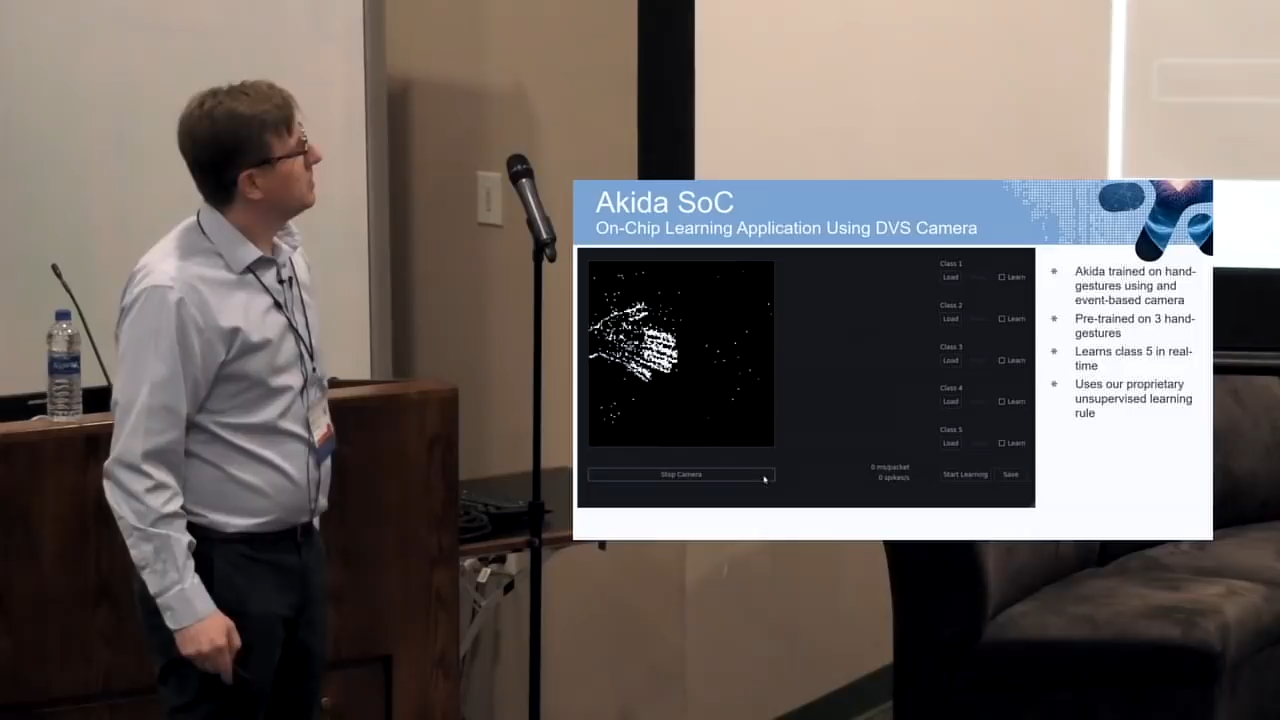 Akida SoC
On-Chip Learning Application Using DVS Camera
Class 1
Load
Learn
Class 2
Load
Learn
Class 3
Load
Learn
Class 4
Load
Learn
Class 5
Load
Learn
Stop Camera
0 ms/packet
0 spikes/s
Start Learning
Save
* Akida trained on hand-
gestures using and
event-based camera
* Pre-trained on 3 hand-
gestures
* Learns class 5 in real-
time
* Uses our proprietary
unsupervised learning
rule